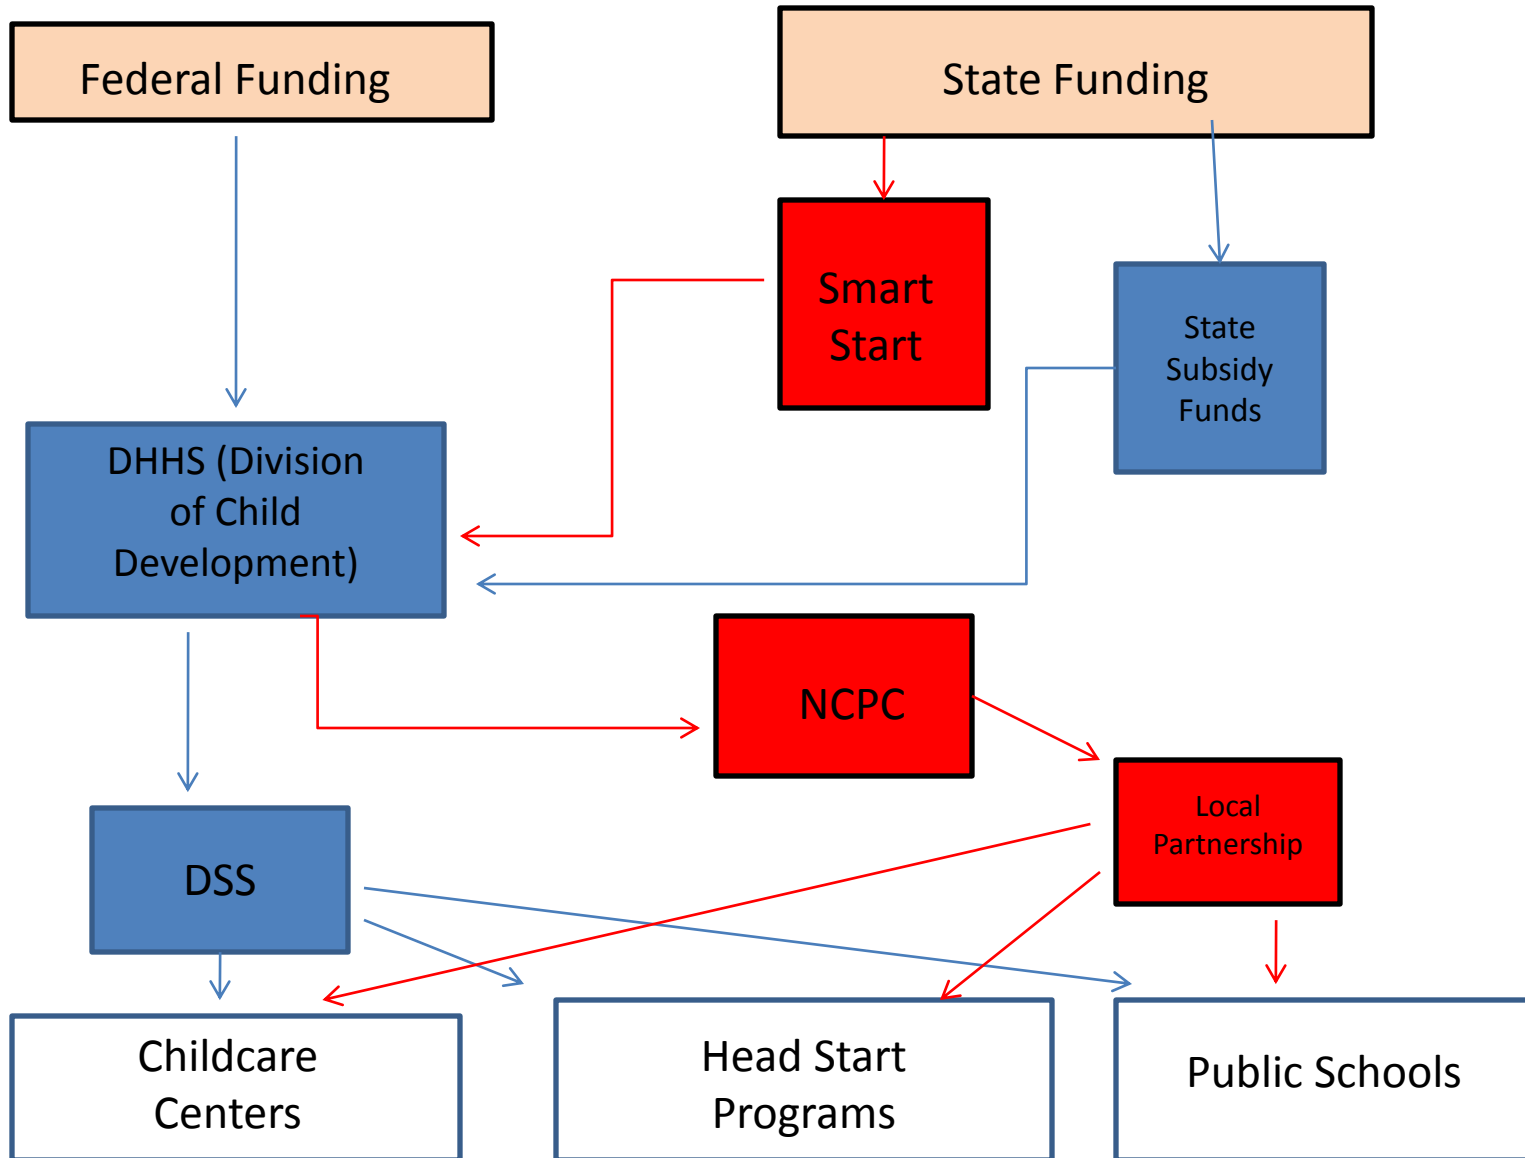 Federal Funding
State Funding
Smart
Start
State
Subsidy
Funds
DHHS (Division
of Child
Development)
NCPC
Local
Partnership
DSS
Childcare
Centers
Head Start
Programs
Public Schools